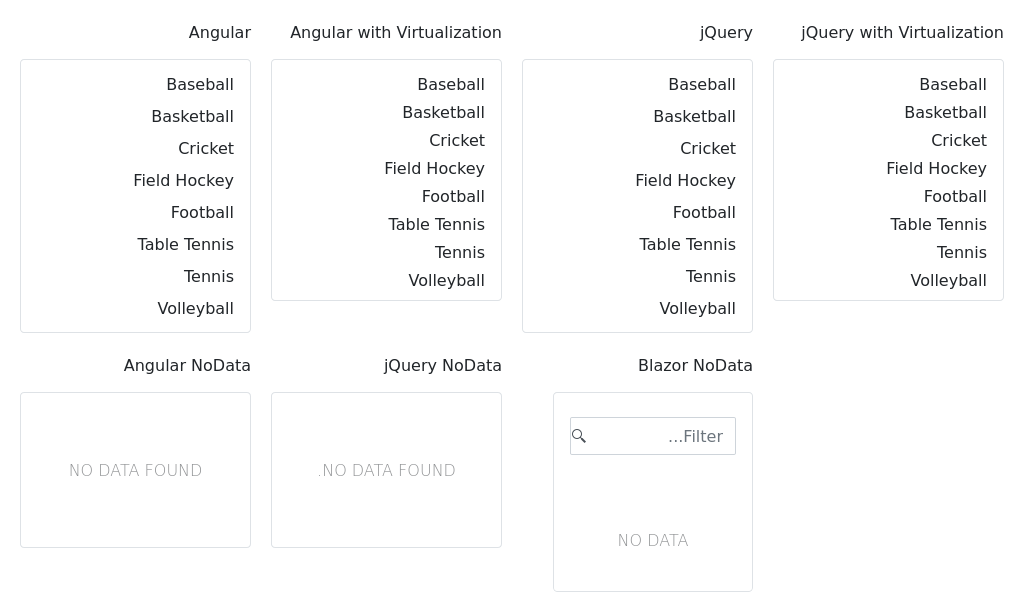 Angular
Baseball
Basketball
Cricket
Field Hockey
Football
Table Tennis
Tennis
Volleyball
Angular with Virtualization
Baseball
Basketball
Cricket
Field Hockey
Football
Table Tennis
Tennis
Volleyball
jQuery
Baseball
Basketball
Cricket
Field Hockey
Football
Table Tennis
Tennis
Volleyball
jQuery with Virtualization
Baseball
Basketball
Cricket
Field Hockey
Football
Table Tennis
Tennis
Volleyball
Angular NoData
NO DATA FOUND
jQuery NoData
.NO DATA FOUND
Blazor NoData
...Filter
NO DATA